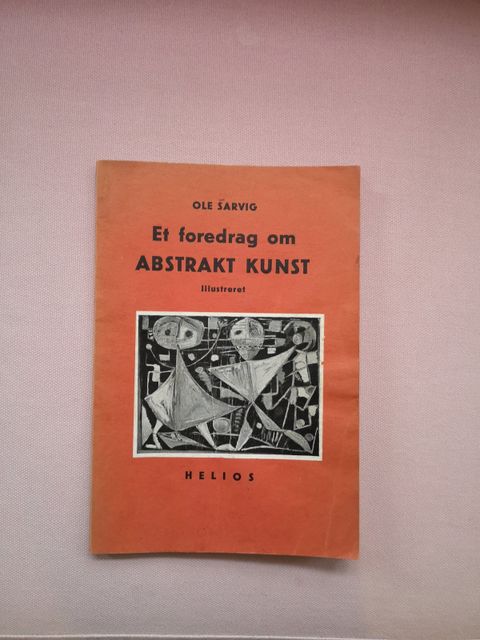 OLE SARVIG
Et foredrag om
ABSTRAKT KUNST
Illustreret
HELIOS